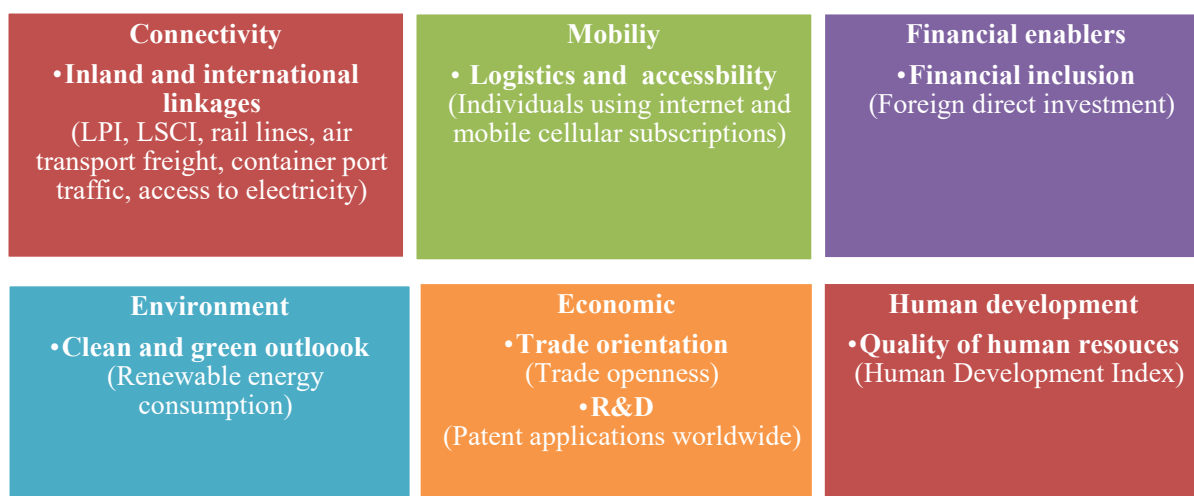 Connectivity
•Inland and international
linkages
(LPI, LSCI, rail lines, air
transport freight, container port
traffic, access to electricity)
Mobiliy
• Logistics and accessbility
(Individuals using internet and
mobile cellular subscriptions)
Financial enablers
•Financial inclusion
(Foreign direct investment)
Environment
•Clean and green outloook
(Renewable energy
consumption)
Economic
•Trade orientation
(Trade openness)
•R&D
(Patent applications worldwide)
Human development
•Quality of human resouces
(Human Development Index)